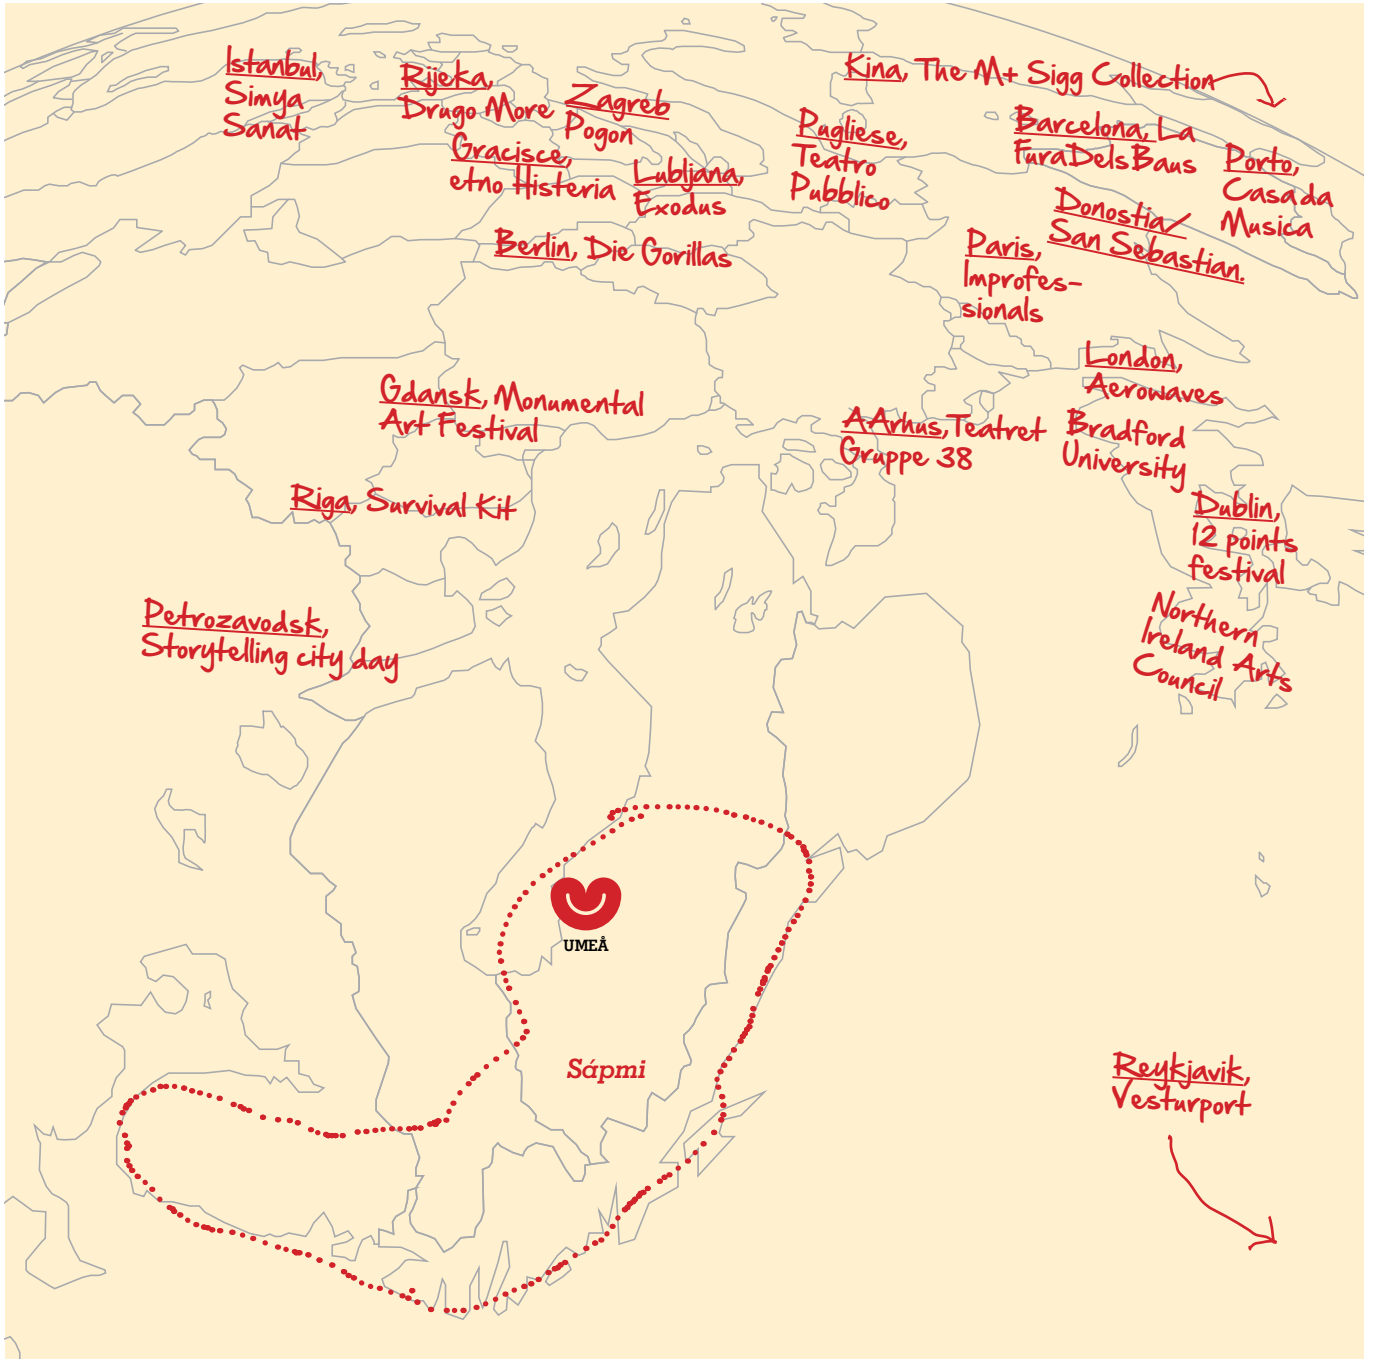 Istanbul,
Simya
Sanat
Rijeka,
Drugo More
Zagreb
Pogon
Gracisce,
etno Histeria
Lubljana,
Exodus
Berlin, Die Gorillas
Kina, The M+ Sigg Collection
Pugliese,
Teatro
Pubblico
Barcelona, La
FuraDelsBaus
Porto,
Casada
Musica
Donostia/
San Sebastian.
Paris,
Improfes-
sionals
London,
Aerowaves
Bradford
University
Gdansk, Monumental
Art Festival
AArhus, Teatret
Gruppe 38
Riga, Survival Kit
Dublin,
12 points
festival
Northern
Ireland Arts
Council
Petrozavodsk,
Storytelling city day
UMEÅ
Sápmi
Reykjavik,
Vesturport